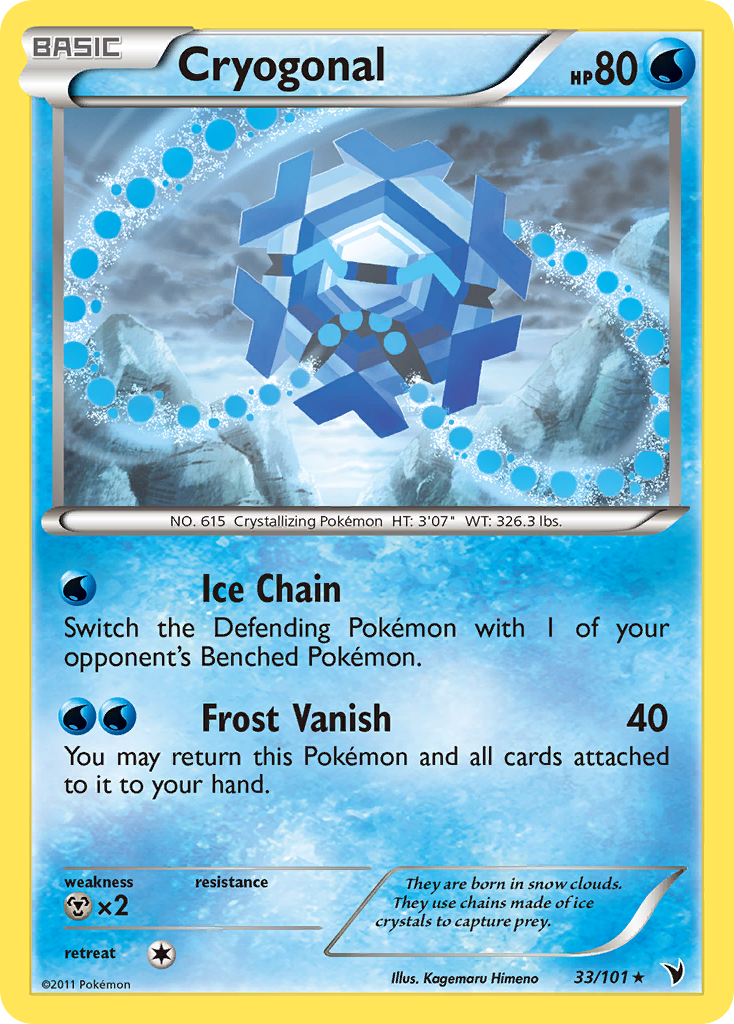 BASIC
Cryogonal
HP80
NO. 615 Crystallizing Pokémon HT: 3'07" WT: 326.3 lbs.
Ice Chain
Switch the Defending Pokémon with 1 of your
opponent's Benched Pokémon.
Frost Vanish 40
You may return this Pokémon and all cards attached
to it to your hand.
weakness resistance
×2
retreat
They are born in snow clouds.
They use chains made of ice
crystals to capture prey.
©2011 Pokémon
Illus. Kagemaru Himeno
33/101 ★